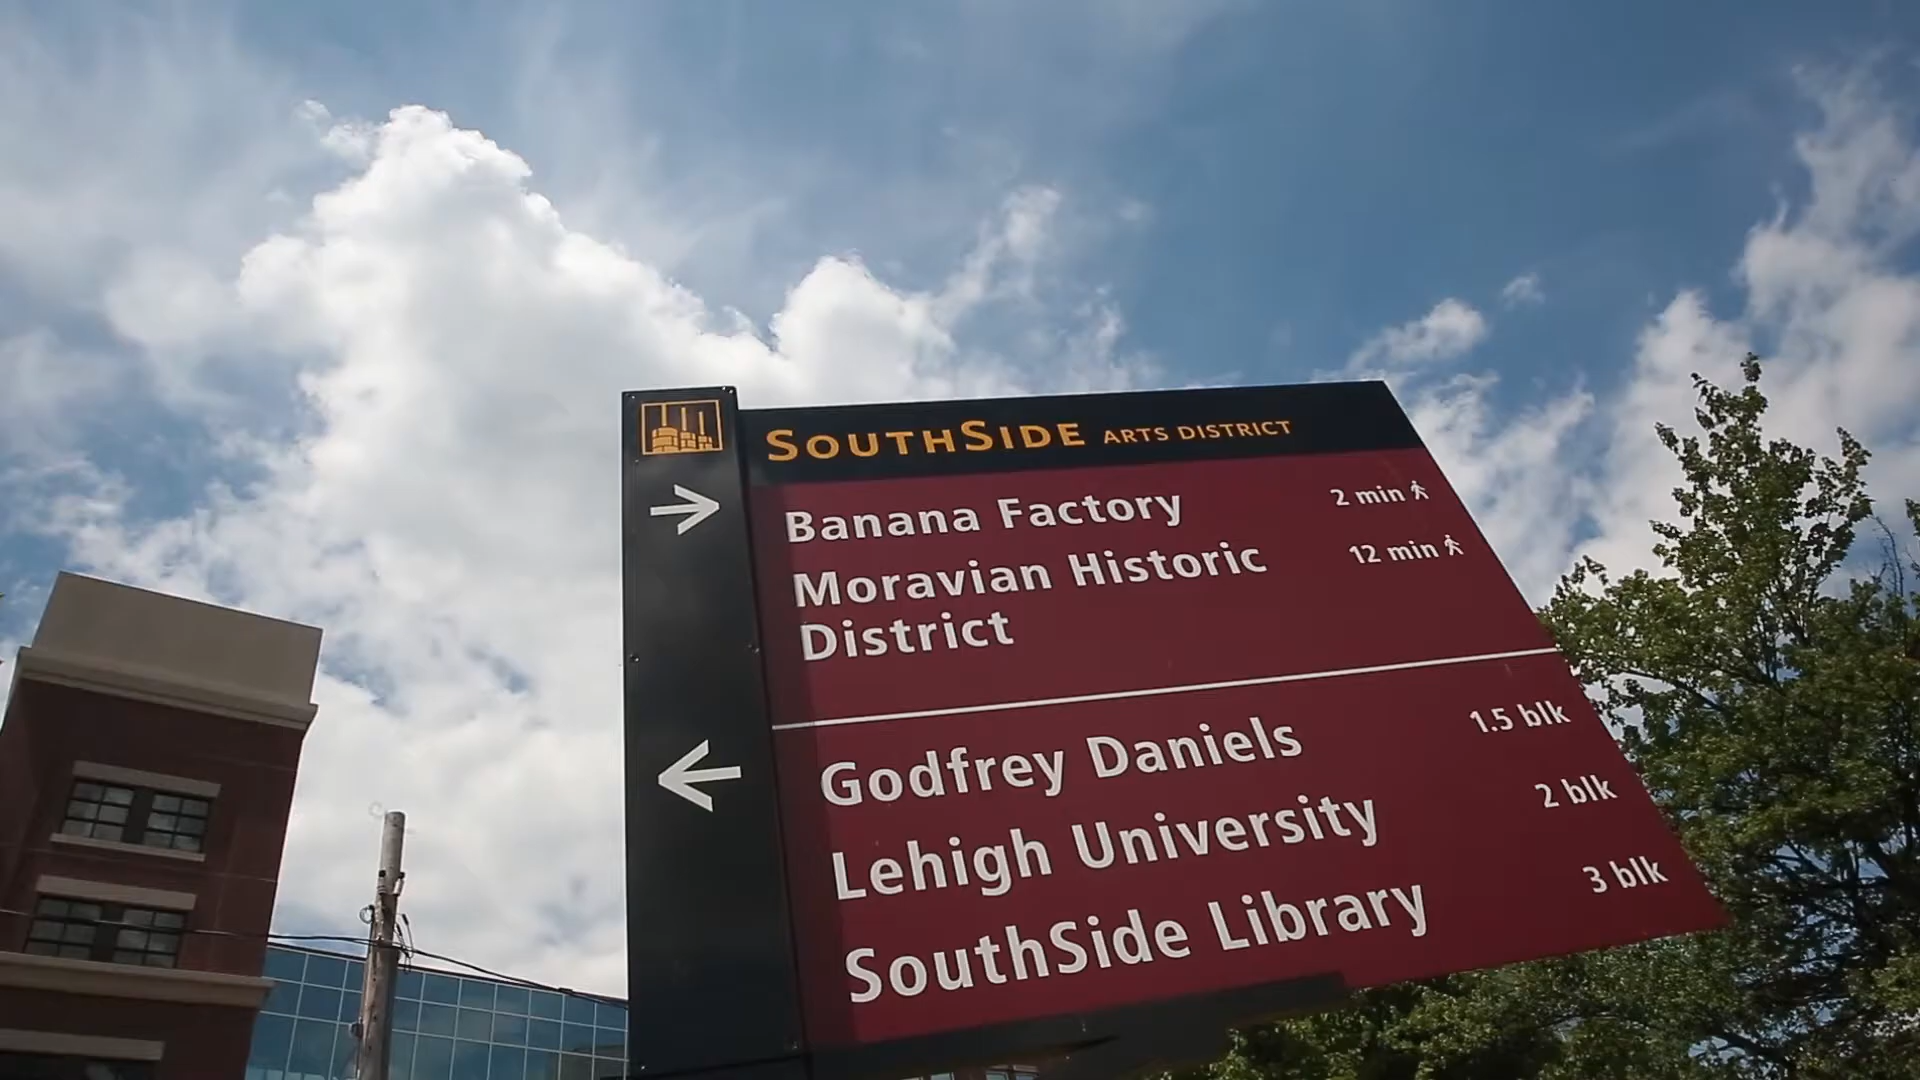 SOUTHSIDE ARTS DISTRICT
Banana Factory 2 min
Moravian Historic 12 min
District
Godfrey Daniels 1.5 blk
Lehigh University 2 blk
SouthSide Library 3 blk